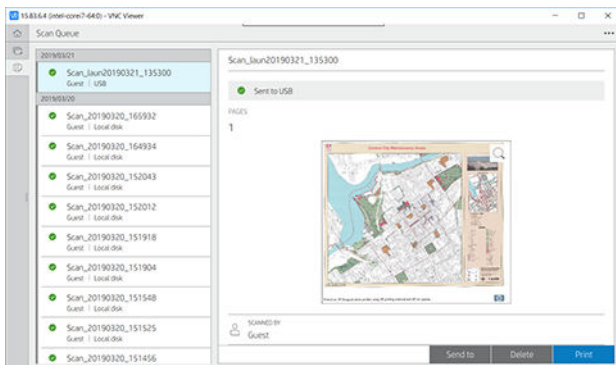 15.83.6.4 (intel-corei7-64:0) - VNC Viewer
Scan Queue
2019/03/21
Scan_Jaun20190321_135300
Guest | USB
2019/03/20
Scan_20190320_165932
Guest | Local disk
Scan_20190320_164934
Guest | Local disk
Scan_20190320_152043
Guest | Local disk
Scan_20190320_152012
Guest | Local disk
Scan_20190320_151918
Guest | Local disk
Scan_20190320_151904
Guest | Local disk
Scan_20190320_151548
Guest | Local disk
Scan_20190320_151525
Guest | Local disk
Scan_20190320_151456
Scan_Jaun20190321_135300
Sent to USB
PAGES
1
SCANNED BY
Guest
Send to
Delete
Print